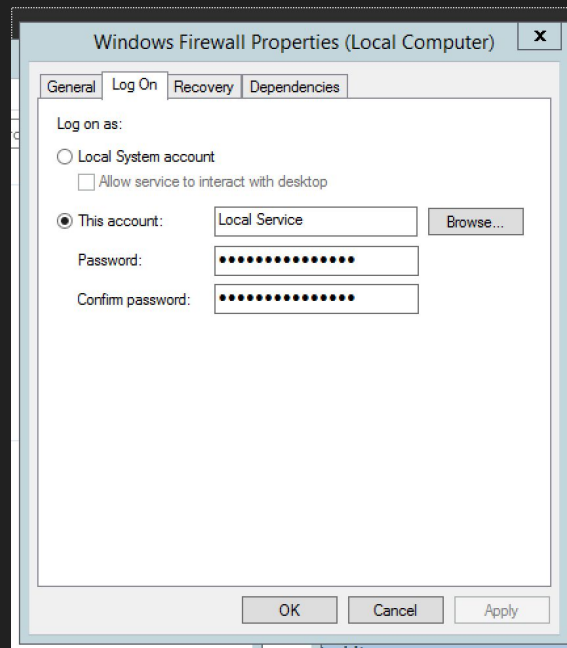 Windows Firewall Properties (Local Computer)
x
General Log On Recovery Dependencies
Log on as:
Local System account
Allow service to interact with desktop
This account: Local Service Browse...
Password: •••••••••••••••
Confirm password: •••••••••••••••
OK Cancel Apply